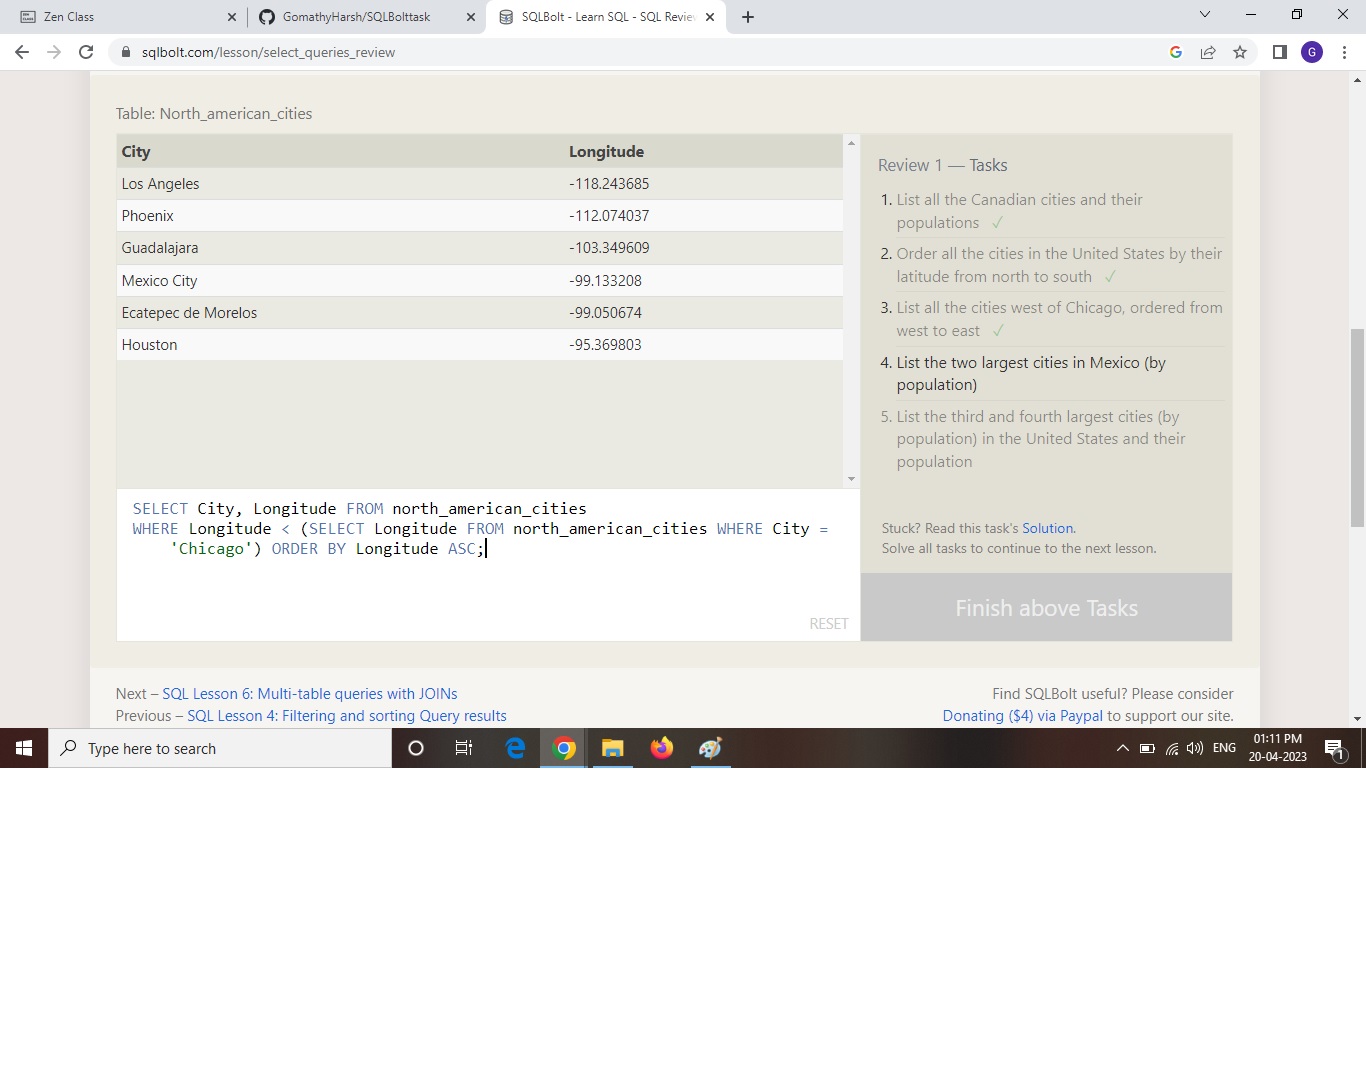 Zen Class
GomathyHarsh/SQLBolttask
SQLBolt - Learn SQL - SQL Review
sqlbolt.com/lesson/select_queries_review
G
Table: North_american_cities
City Longitude
Los Angeles -118.243685
Phoenix -112.074037
Guadalajara -103.349609
Mexico City -99.133208
Ecatepec de Morelos -99.050674
Houston -95.369803
SELECT City, Longitude FROM north_american_cities
WHERE Longitude < (SELECT Longitude FROM north_american_cities WHERE City =
'Chicago') ORDER BY Longitude ASC;
RESET
Review 1 — Tasks
1. List all the Canadian cities and their
populations ✓
2. Order all the cities in the United States by their
latitude from north to south ✓
3. List all the cities west of Chicago, ordered from
west to east ✓
4. List the two largest cities in Mexico (by
population)
5. List the third and fourth largest cities (by
population) in the United States and their
population
Stuck? Read this task's Solution.
Solve all tasks to continue to the next lesson.
Finish above Tasks
Next – SQL Lesson 6: Multi-table queries with JOINs
Previous – SQL Lesson 4: Filtering and sorting Query results
Find SQLBolt useful? Please consider
Donating ($4) via Paypal to support our site.
Type here to search
ENG
01:11 PM
20-04-2023
1